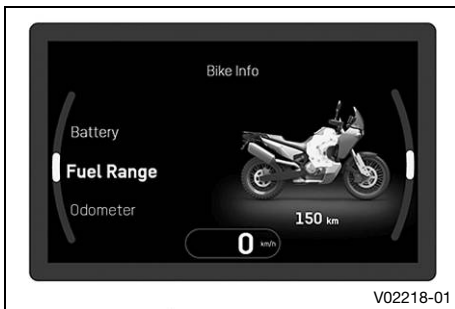 Bike Info
Battery
Fuel Range
Odometer
150 km
0 km/h
V02218-01